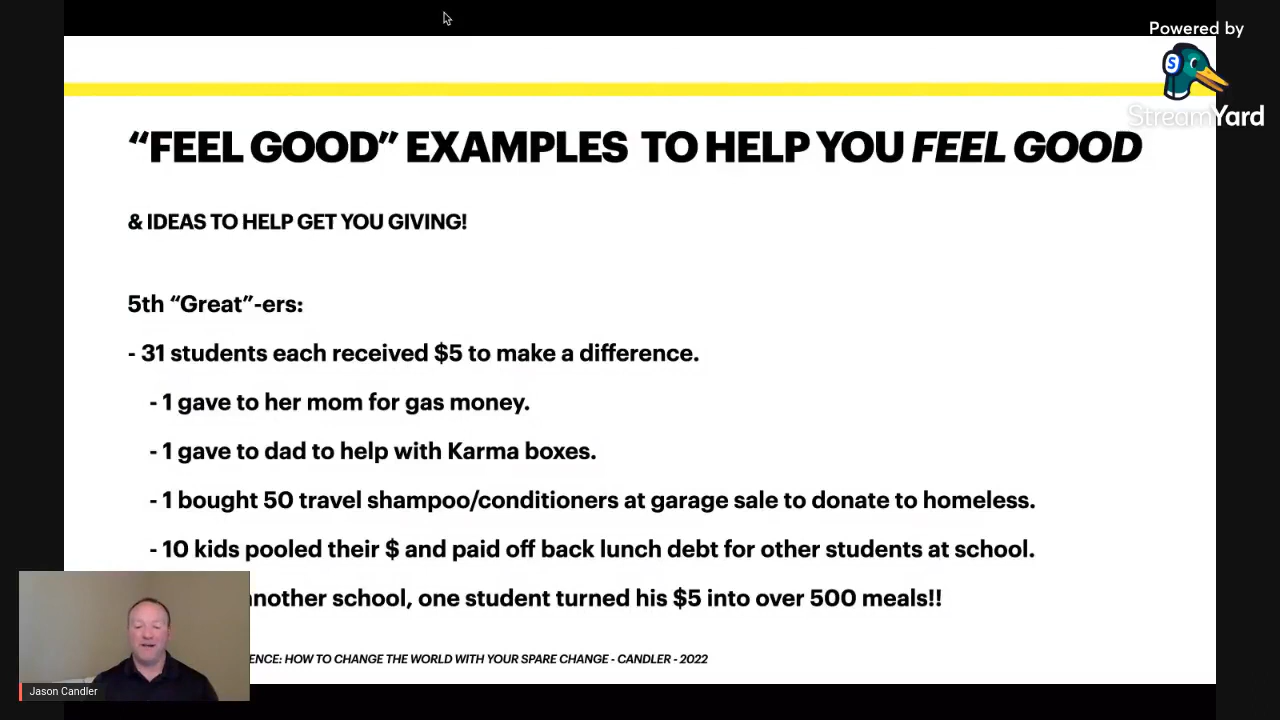 Powered by
StreamYard
“FEEL GOOD” EXAMPLES TO HELP YOU FEEL GOOD
& IDEAS TO HELP GET YOU GIVING!
5th “Great”-ers:
- 31 students each received $5 to make a difference.
- 1 gave to her mom for gas money.
- 1 gave to dad to help with Karma boxes.
- 1 bought 50 travel shampoo/conditioners at garage sale to donate to homeless.
- 10 kids pooled their $ and paid off back lunch debt for other students at school.
another school, one student turned his $5 into over 500 meals!!
ENCE: HOW TO CHANGE THE WORLD WITH YOUR SPARE CHANGE - CANDLER - 2022
Jason Candler